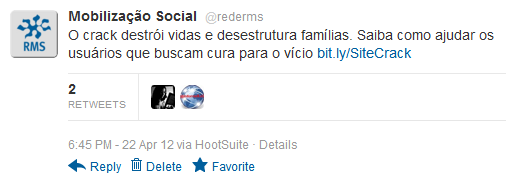 Mobilização Social @rederms
O crack destrói vidas e desestrutura famílias. Saiba como ajudar os
usuários que buscam cura para o vício bit.ly/SiteCrack
RMS
2
RETWEETS
6:45 PM - 22 Apr 12 via HootSuite · Details
Reply Delete Favorite